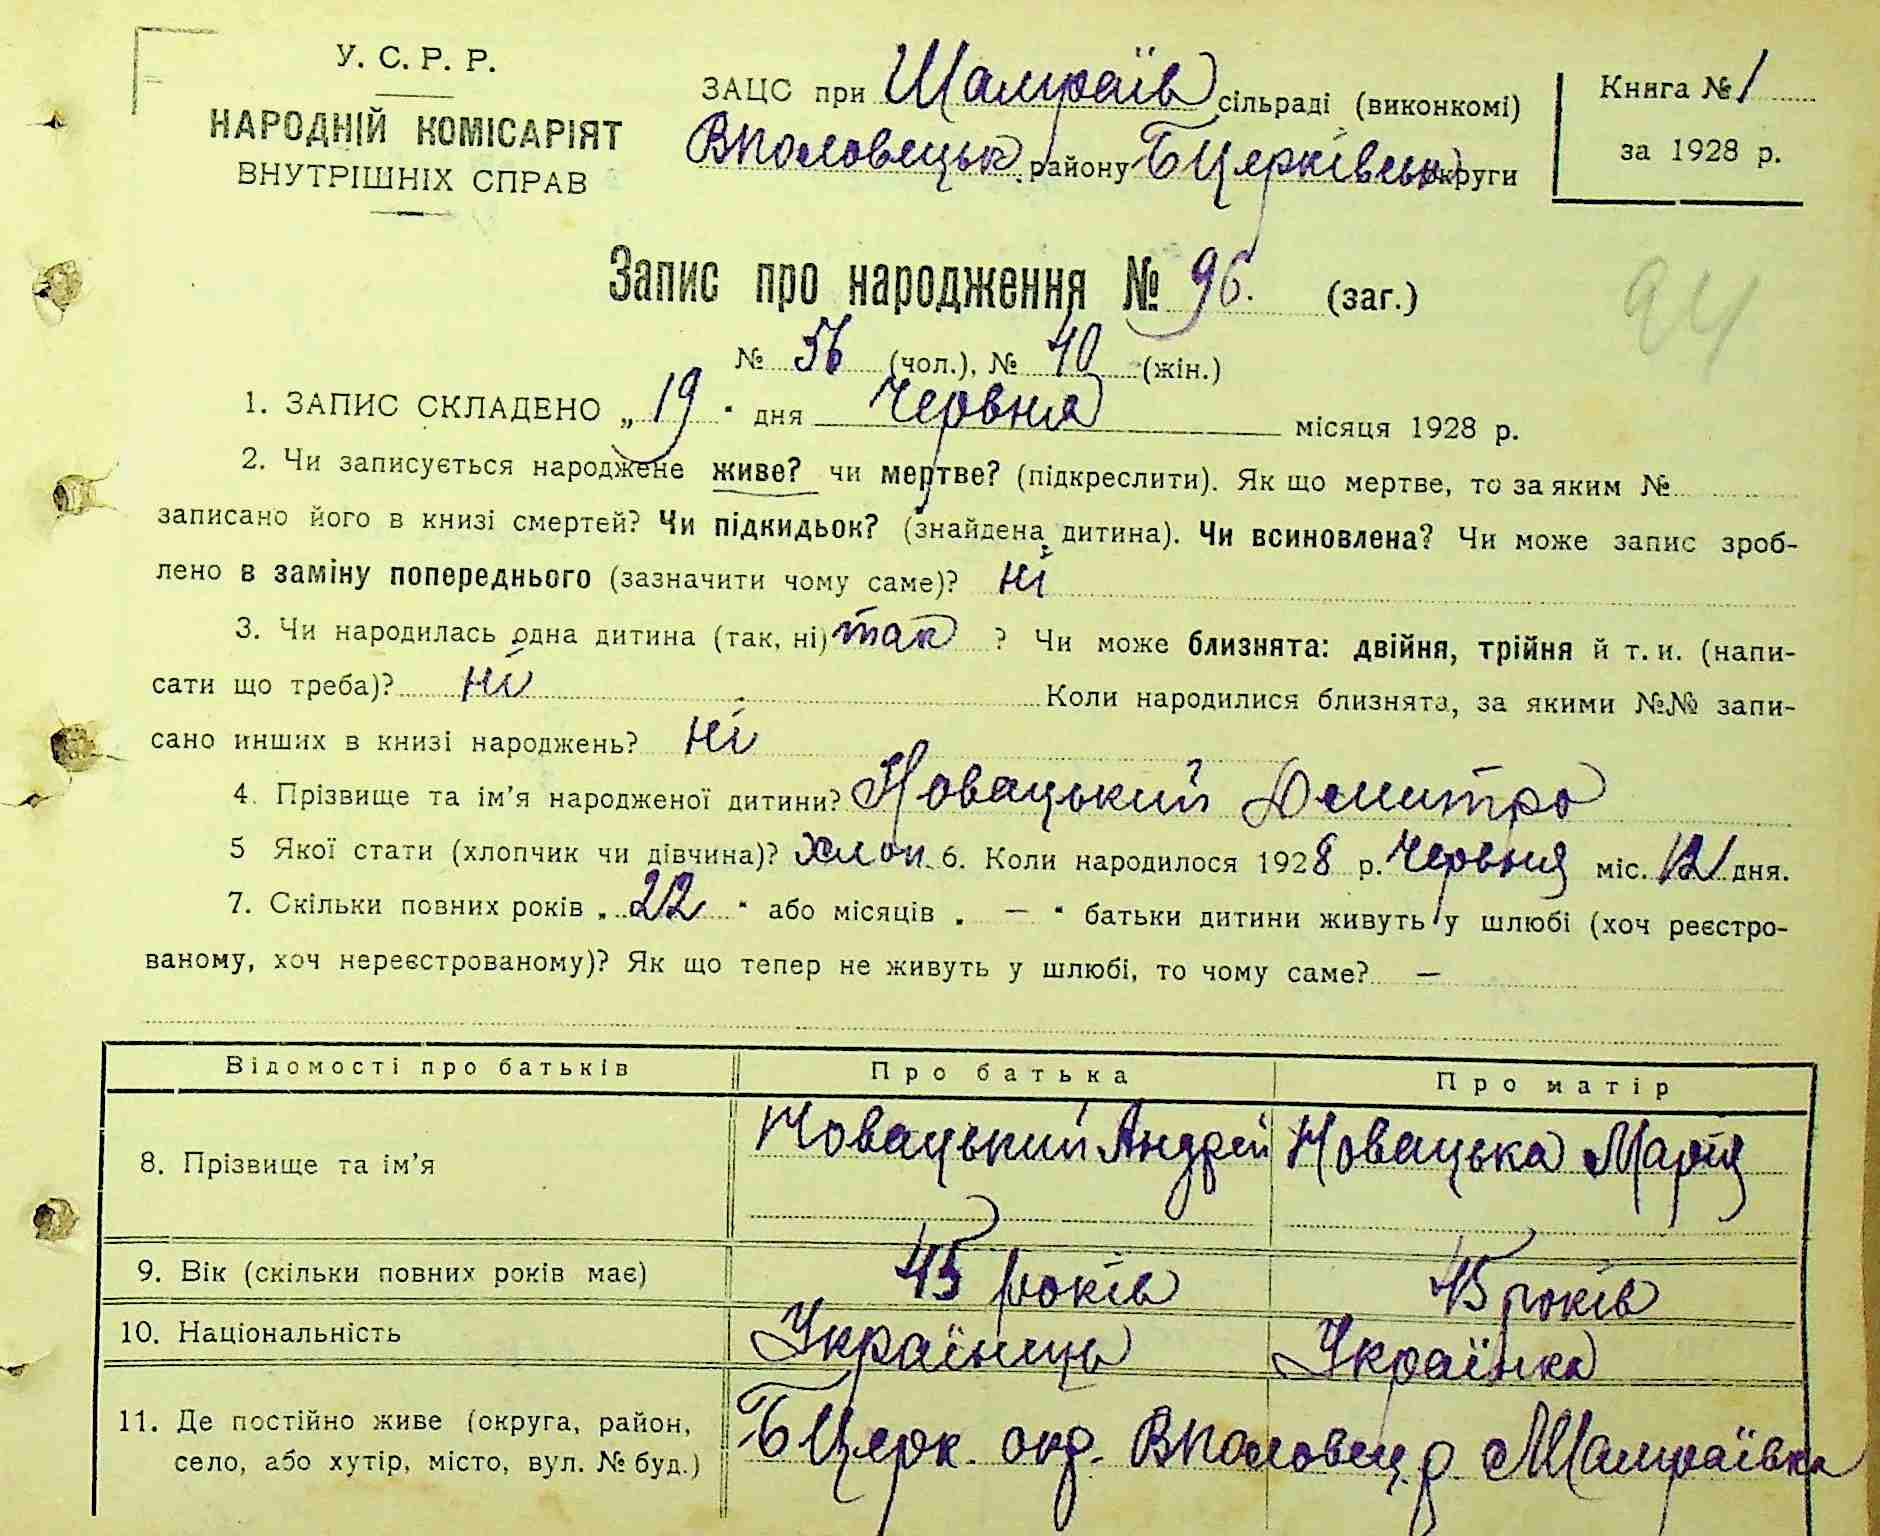 У. С. Р. Р.
НАРОДНІЙ КОМІСАРІЯТ
ВНУТРІШНІХ СПРАВ
ЗАЦС при Шамраїв сільраді (виконкомі)
Вполовецьк. району БЦерківськ округи
Книга № 1
за 1928 р.
Запис про народження № 96. (заг.)
94
№ 56 (чол.), № 40 (жін.)
1. ЗАПИС СКЛАДЕНО „ 19 " дня Червня місяця 1928 р.
2. Чи записується народжене живе? чи мертве? (підкреслити). Як що мертве, то за яким №
записано його в книзі смертей? Чи підкидьок? (знайдена дитина). Чи всиновлена? Чи може запис зроб-
лено в заміну попереднього (зазначити чому саме)? ні
3. Чи народилась одна дитина (так, ні) так ? Чи може близнята: двійня, трійня й т. и. (напи-
сати що треба)? ні Коли народилися близнята, за якими №№ запи-
сано инших в книзі народжень? ні
4. Прізвище та ім'я народженої дитини? Новацький Дмитро
5 Якої стати (хлопчик чи дівчина)? хлоп. 6. Коли народилося 1928 р. Червня міс. 12 дня.
7. Скільки повних років „ 22 " або місяців „ — " батьки дитини живуть у шлюбі (хоч реєстро-
ваному, хоч нереєстрованому)? Як що тепер не живуть у шлюбі, то чому саме? —
Відомості про батьків Про батька Про матір
8. Прізвище та ім'я Новацький Андрей Новацька Марія
9. Вік (скільки повних років має) 45 років 45 років
10. Національність Українець Українка
11. Де постійно живе (округа, район,
село, або хутір, місто, вул. № буд.) БЦерк. окр. Вполовец. р. Шамраївка